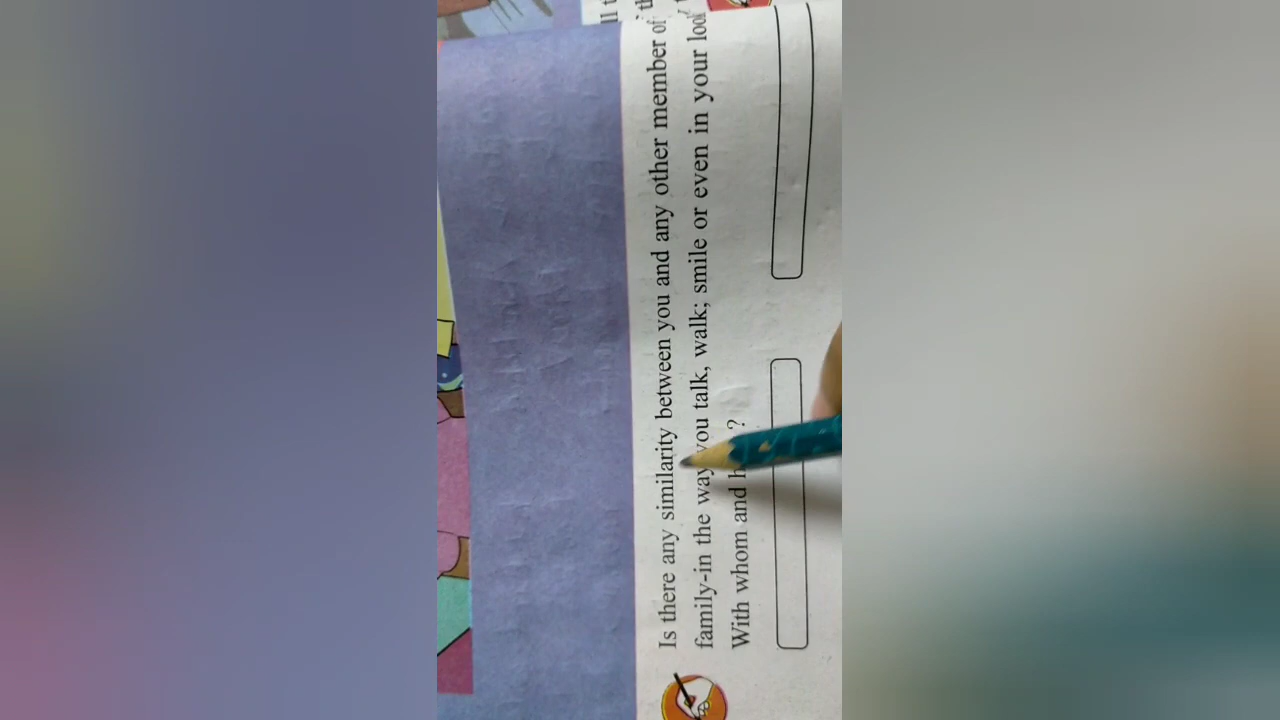 Is there any similarity between you and any other member of
family-in the way you talk, walk; smile or even in your
With whom and ?